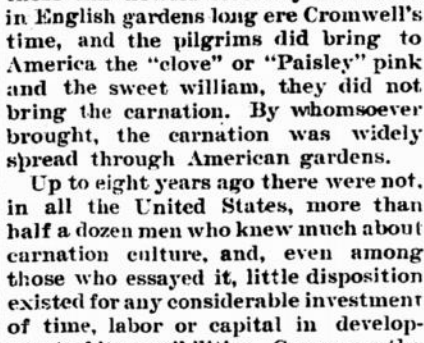 in English gardens long ere Cromwell's
time, and the pilgrims did bring to
America the "clove" or "Paisley" pink
and the sweet william, they did not
bring the carnation. By whomsoever
brought, the carnation was widely
spread through American gardens.
Up to eight years ago there were not,
in all the United States, more than
half a dozen men who knew much about
carnation culture, and, even among
those who essayed it, little disposition
existed for any considerable investment
of time, labor or capital in develop-